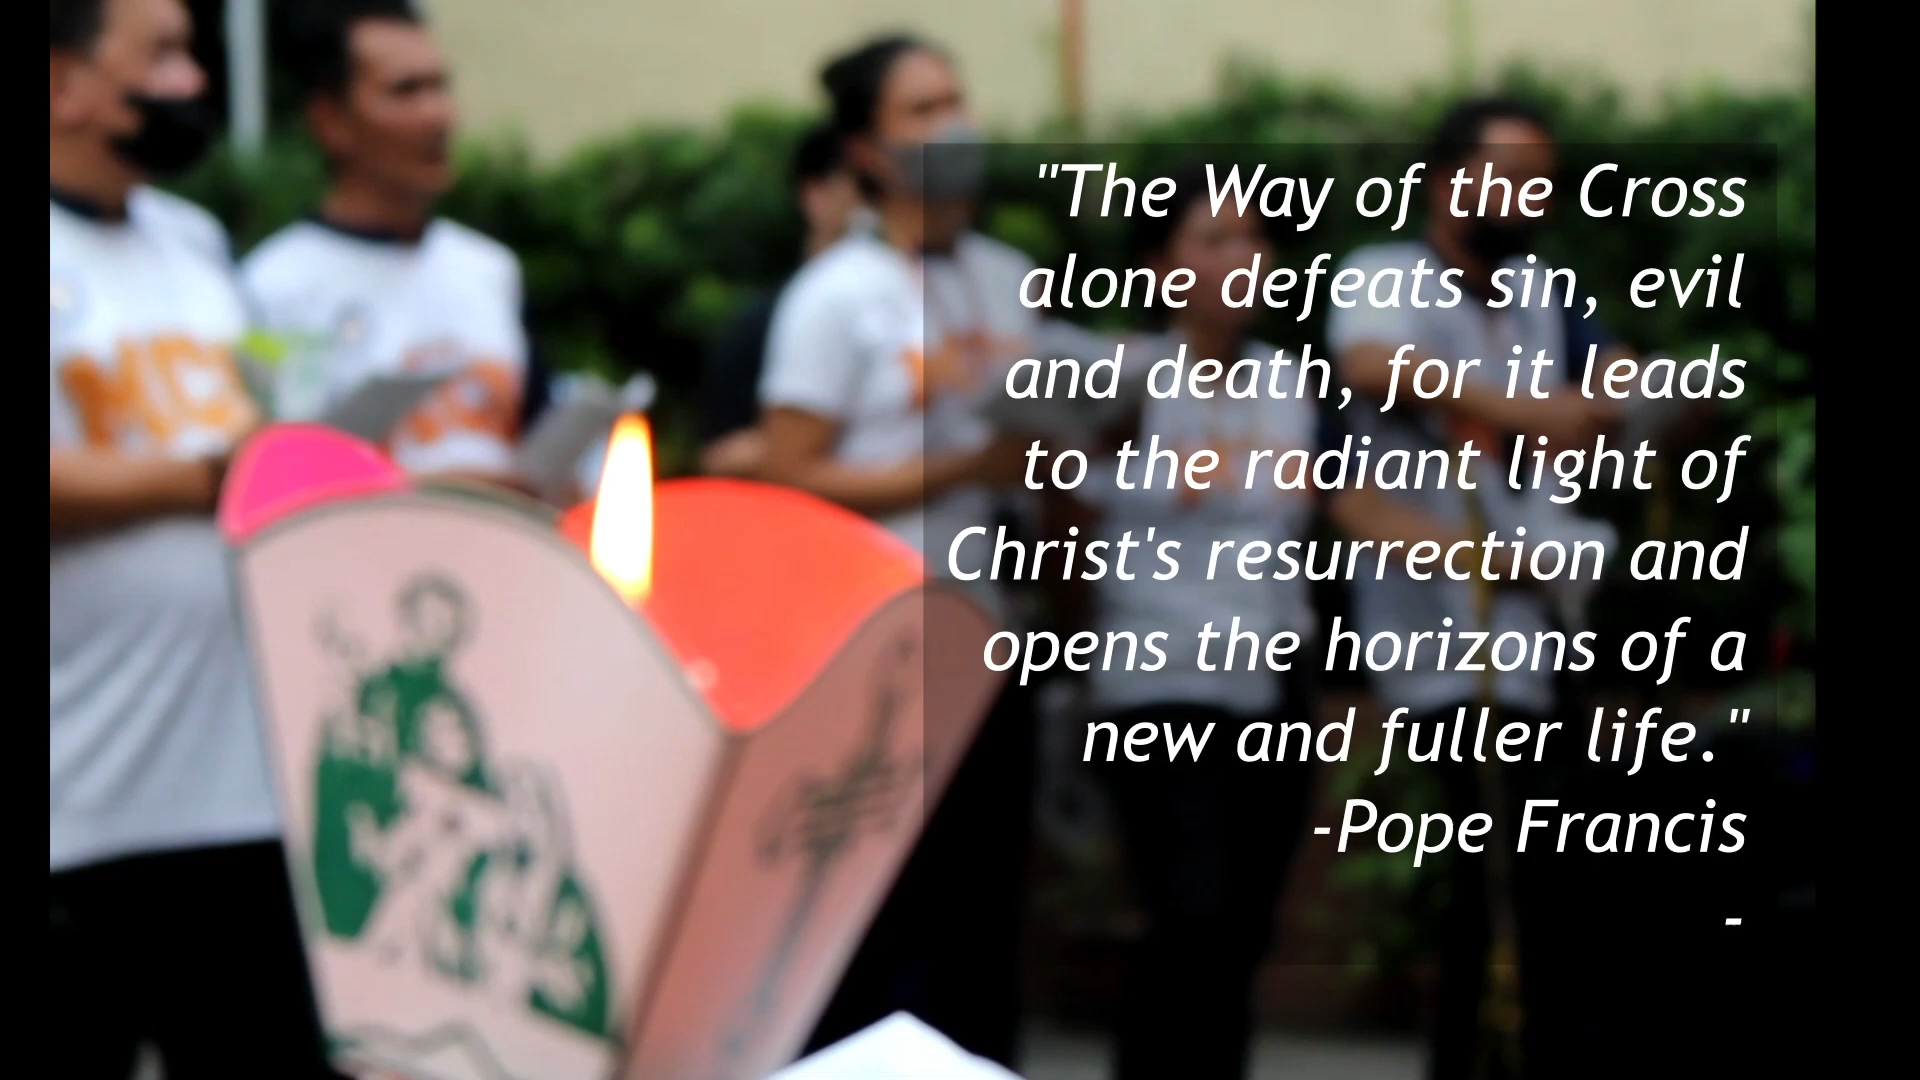 "The Way of the Cross
alone defeats sin, evil
and death, for it leads
to the radiant light of
Christ's resurrection and
opens the horizons of a
new and fuller life."
-Pope Francis
-